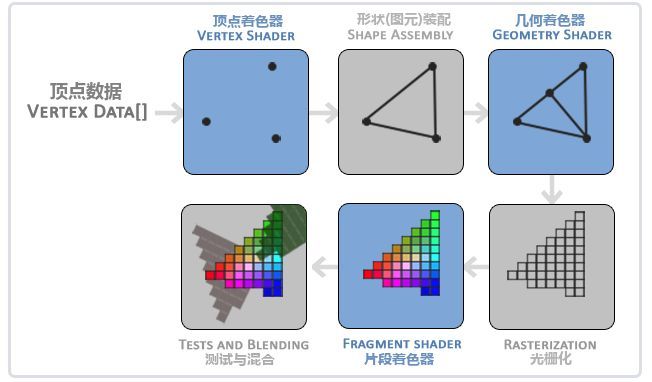 顶点着色器
VERTEX SHADER
形状(图元)装配
SHAPE ASSEMBLY
几何着色器
GEOMETRY SHADER
顶点数据
VERTEX DATA[]
TESTS AND BLENDING
测试与混合
FRAGMENT SHADER
片段着色器
RASTERIZATION
光栅化